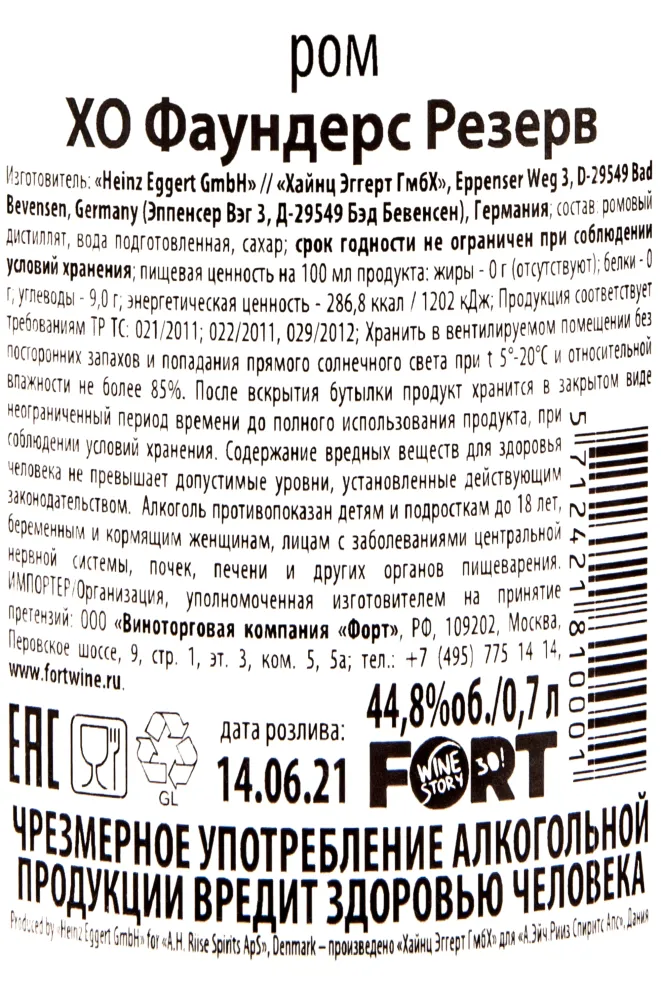 ром
ХО Фаундерс Резерв
Изготовитель: «Heinz Eggert GmbH» // «Хайнц Эггерт ГмбХ», Eppenser Weg 3, D-29549 Bad
Bevensen, Germany (Эппенсер Вэг 3, Д-29549 Бэд Бевенсен), Германия; состав: ромовый
дистиллят, вода подготовленная, сахар; срок годности не ограничен при соблюдении
условий хранения; пищевая ценность на 100 мл продукта: жиры - 0 г (отсутствуют); белки - 0
г; углеводы - 9,0 г; энергетическая ценность - 286,8 ккал / 1202 кДж; Продукция соответствует
требованиям ТР ТС: 021/2011; 022/2011, 029/2012; Хранить в вентилируемом помещении без
посторонних запахов и попадания прямого солнечного света при t 5°-20°С и относительной
влажности не более 85%. После вскрытия бутылки продукт хранится в закрытом виде
неограниченный период времени до полного использования продукта, при
соблюдении условий хранения. Содержание вредных веществ для здоровья
человека не превышает допустимые уровни, установленные действующим
законодательством. Алкоголь противопоказан детям и подросткам до 18 лет,
беременным и кормящим женщинам, лицам с заболеваниями центральной
нервной системы, почек, печени и других органов пищеварения.
ИМПОРТЕР/Организация, уполномоченная изготовителем на принятие
претензий: ООО «Виноторговая компания «Форт», РФ, 109202, Москва,
Перовское шоссе, 9, стр. 1, эт. 3, ком. 5, 5а; тел.: +7 (495) 775 14 14,
www.fortwine.ru.
5 712421 810001
44,8%об./0,7 л
EAC
GL
дата розлива:
14.06.21
FORT
WINE STORY 30!
ЧРЕЗМЕРНОЕ УПОТРЕБЛЕНИЕ АЛКОГОЛЬНОЙ
ПРОДУКЦИИ ВРЕДИТ ЗДОРОВЬЮ ЧЕЛОВЕКА
Produced by «Heinz Eggert GmbH» for «A.H. Riise Spirits ApS», Denmark – произведено «Хайнц Эггерт ГмбХ» для «А.Эйч.Рииз Спиритс Апс», Дания